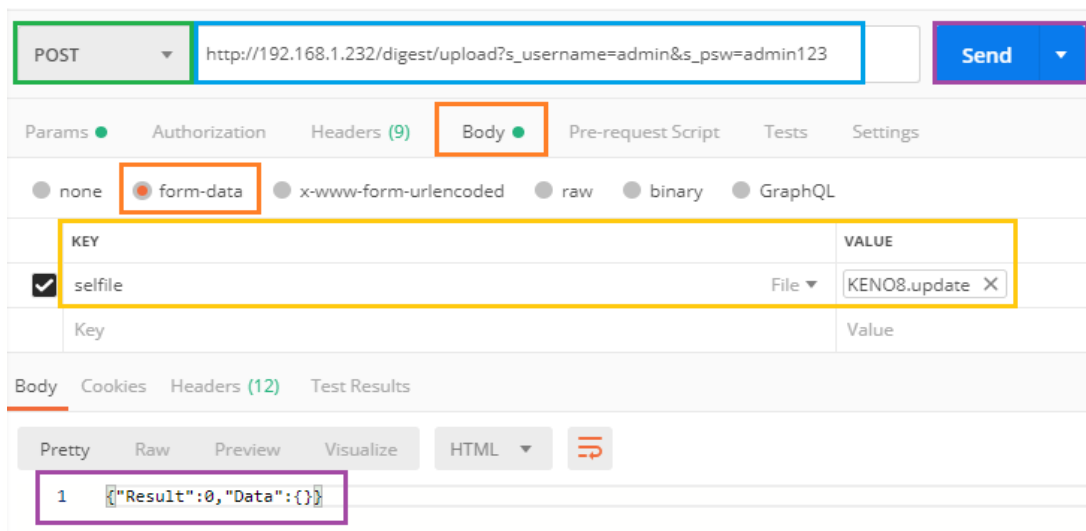 POST http://192.168.1.232/digest/upload?s_username=admin&s_psw=admin123 Send
Params Authorization Headers (9) Body Pre-request Script Tests Settings
none form-data x-www-form-urlencoded raw binary GraphQL
KEY VALUE
selfile File KENO8.update
Key Value
Body Cookies Headers (12) Test Results
Pretty Raw Preview Visualize HTML
1 {"Result":0,"Data":{}}